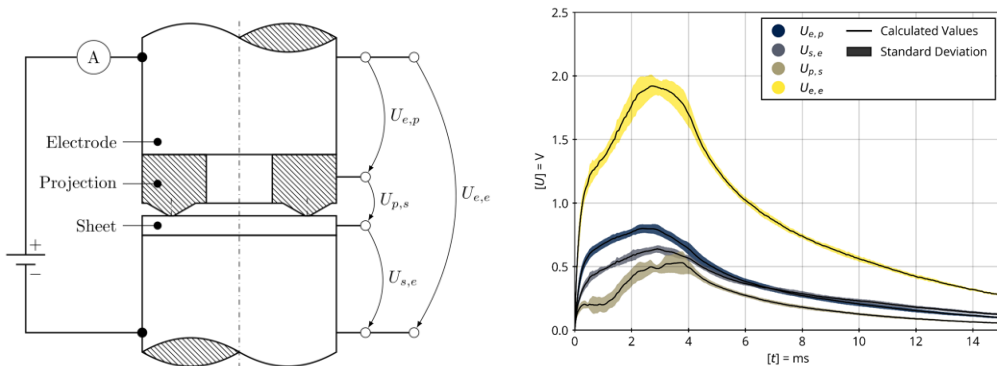 A
Electrode
Projection
Sheet
+
−
U_{e,p}
U_{p,s}
U_{s,e}
U_{e,e}
[U] = V
2.5
2.0
1.5
1.0
0.5
0.0
0
2
4
6
8
10
12
14
[t] = ms
U_{e,p}
U_{s,e}
U_{p,s}
U_{e,e}
Calculated Values
Standard Deviation